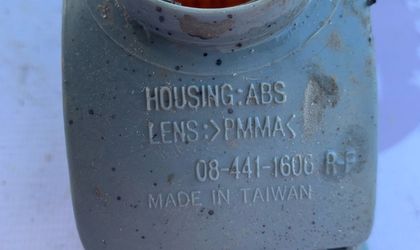 HOUSING:ABS
LENS:>PMMA<
08-441-1606 R-P
MADE IN TAIWAN